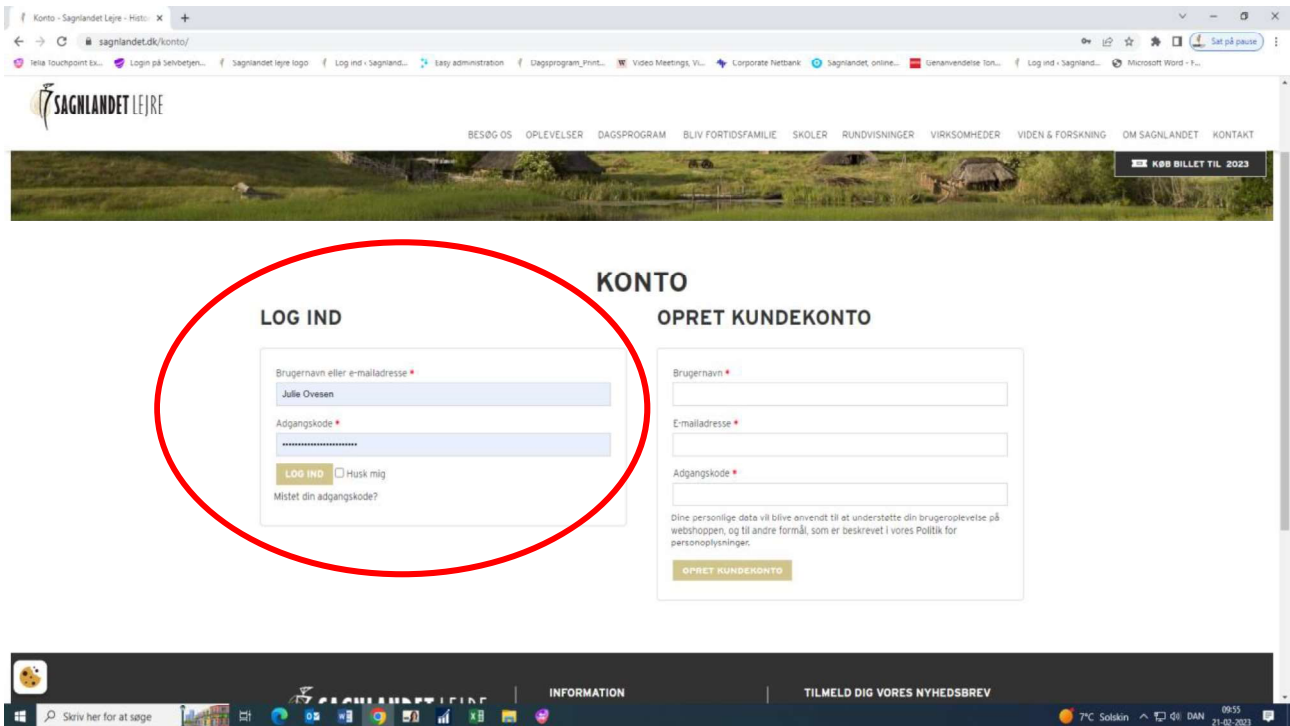 Konto - Sagnlandet Lejre - Histo
Sat på pause
sagnlandet.dk/konto/
Telia Touchpoint Ex... Login på Selvbetjen... Sagnlandet lejre logo Log ind ‹ Sagnland... Easy administration Dagsprogram_Print... Video Meetings, Vi... Corporate Netbank Sagnlandet, online... Genanvendelse Ton... Log ind ‹ Sagnland... Microsoft Word - F...
SAGNLANDET LEJRE
BESØG OS OPLEVELSER DAGSPROGRAM BLIV FORTIDSFAMILIE SKOLER RUNDVISNINGER VIRKSOMHEDER VIDEN & FORSKNING OM SAGNLANDET KONTAKT
KØB BILLET TIL 2023
KONTO
LOG IND
Brugernavn eller e-mailadresse *
Julie Ovesen
Adgangskode *
LOG IND Husk mig
Mistet din adgangskode?
OPRET KUNDEKONTO
Brugernavn *
E-mailadresse *
Adgangskode *
Dine personlige data vil blive anvendt til at understøtte din brugeroplevelse på
webshoppen, og til andre formål, som er beskrevet i vores Politik for
personoplysninger.
OPRET KUNDEKONTO
SAGNLANDET LEJRE
INFORMATION
TILMELD DIG VORES NYHEDSBREV
Skriv her for at søge
7°C Solskin
DAN
09:55
21-02-2023